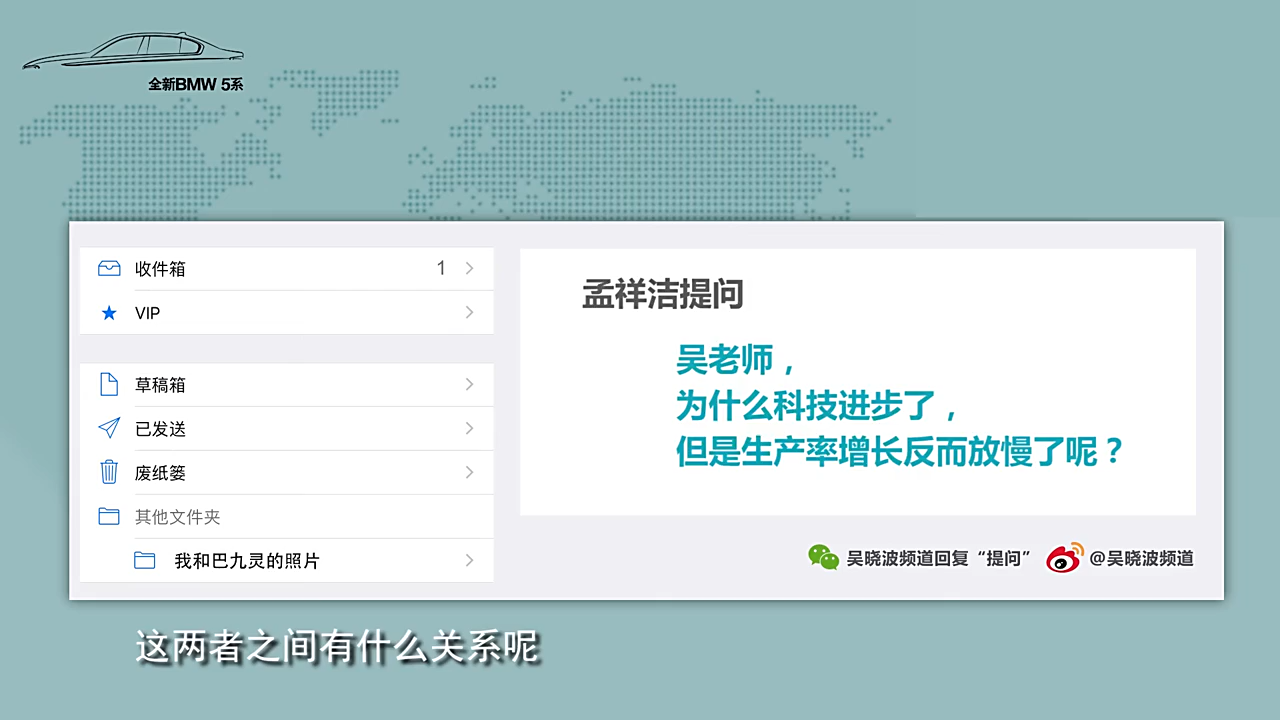 全新BMW 5系
收件箱 1
VIP
草稿箱
已发送
废纸篓
其他文件夹
我和巴九灵的照片
孟祥洁提问
吴老师，
为什么科技进步了，
但是生产率增长反而放慢了呢？
吴晓波频道回复“提问” @吴晓波频道
这两者之间有什么关系呢